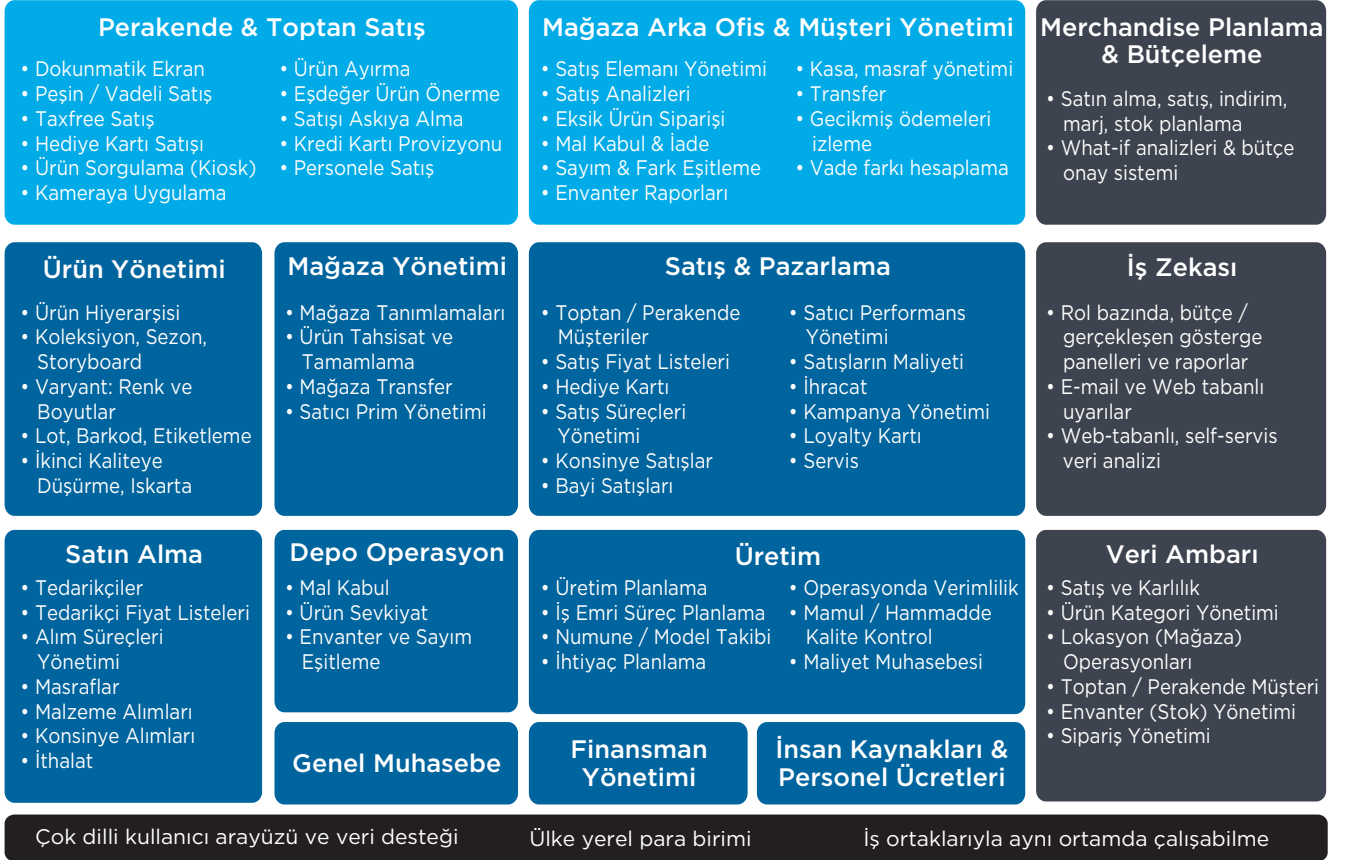 Perakende & Toptan Satış
• Dokunmatik Ekran
• Peşin / Vadeli Satış
• Taxfree Satış
• Hediye Kartı Satışı
• Ürün Sorgulama (Kiosk)
• Kameraya Uygulama
• Ürün Ayırma
• Eşdeğer Ürün Önerme
• Satışı Askıya Alma
• Kredi Kartı Provizyonu
• Personele Satış
Mağaza Arka Ofis & Müşteri Yönetimi
• Satış Elemanı Yönetimi
• Satış Analizleri
• Eksik Ürün Siparişi
• Mal Kabul & İade
• Sayım & Fark Eşitleme
• Envanter Raporları
• Kasa, masraf yönetimi
• Transfer
• Gecikmiş ödemeleri
izleme
• Vade farkı hesaplama
Merchandise Planlama
& Bütçeleme
• Satın alma, satış, indirim,
marj, stok planlama
• What-if analizleri & bütçe
onay sistemi
Ürün Yönetimi
• Ürün Hiyerarşisi
• Koleksiyon, Sezon,
Storyboard
• Varyant: Renk ve
Boyutlar
• Lot, Barkod, Etiketleme
• İkinci Kaliteye
Düşürme, Iskarta
Mağaza Yönetimi
• Mağaza Tanımlamaları
• Ürün Tahsisat ve
Tamamlama
• Mağaza Transfer
• Satıcı Prim Yönetimi
Satış & Pazarlama
• Toptan / Perakende
Müşteriler
• Satış Fiyat Listeleri
• Hediye Kartı
• Satış Süreçleri
Yönetimi
• Konsinye Satışlar
• Bayi Satışları
• Satıcı Performans
Yönetimi
• Satışların Maliyeti
• İhracat
• Kampanya Yönetimi
• Loyalty Kartı
• Servis
İş Zekası
• Rol bazında, bütçe /
gerçekleşen gösterge
panelleri ve raporlar
• E-mail ve Web tabanlı
uyarılar
• Web-tabanlı, self-servis
veri analizi
Satın Alma
• Tedarikçiler
• Tedarikçi Fiyat Listeleri
• Alım Süreçleri
Yönetimi
• Masraflar
• Malzeme Alımları
• Konsinye Alımları
• İthalat
Depo Operasyon
• Mal Kabul
• Ürün Sevkiyat
• Envanter ve Sayım
Eşitleme
Üretim
• Üretim Planlama
• İş Emri Süreç Planlama
• Numune / Model Takibi
• İhtiyaç Planlama
• Operasyonda Verimlilik
• Mamul / Hammadde
Kalite Kontrol
• Maliyet Muhasebesi
Veri Ambarı
• Satış ve Karlılık
• Ürün Kategori Yönetimi
• Lokasyon (Mağaza)
Operasyonları
• Toptan / Perakende Müşteri
• Envanter (Stok) Yönetimi
• Sipariş Yönetimi
Genel Muhasebe
Finansman
Yönetimi
İnsan Kaynakları &
Personel Ücretleri
Çok dilli kullanıcı arayüzü ve veri desteği
Ülke yerel para birimi
İş ortaklarıyla aynı ortamda çalışabilme